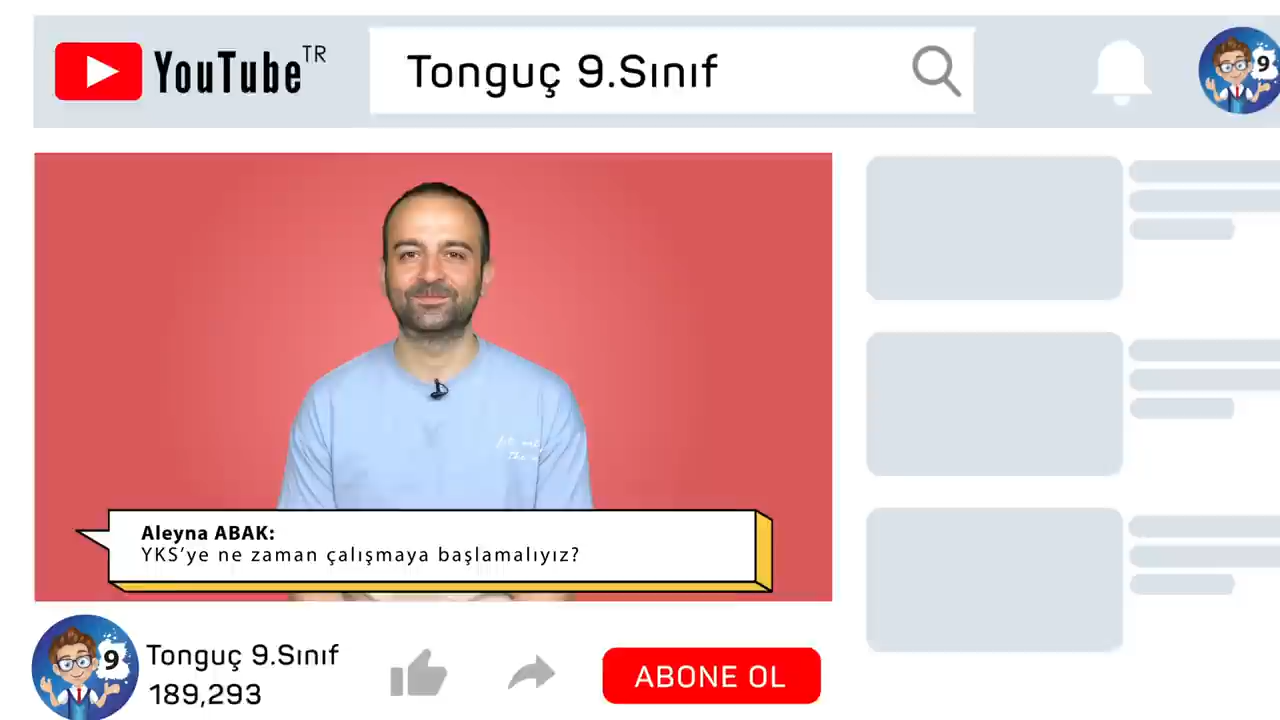 YouTube TR
Tonguç 9.Sınıf
9
Aleyna ABAK:
YKS'ye ne zaman çalışmaya başlamalıyız?
9
Tonguç 9.Sınıf
189,293
ABONE OL